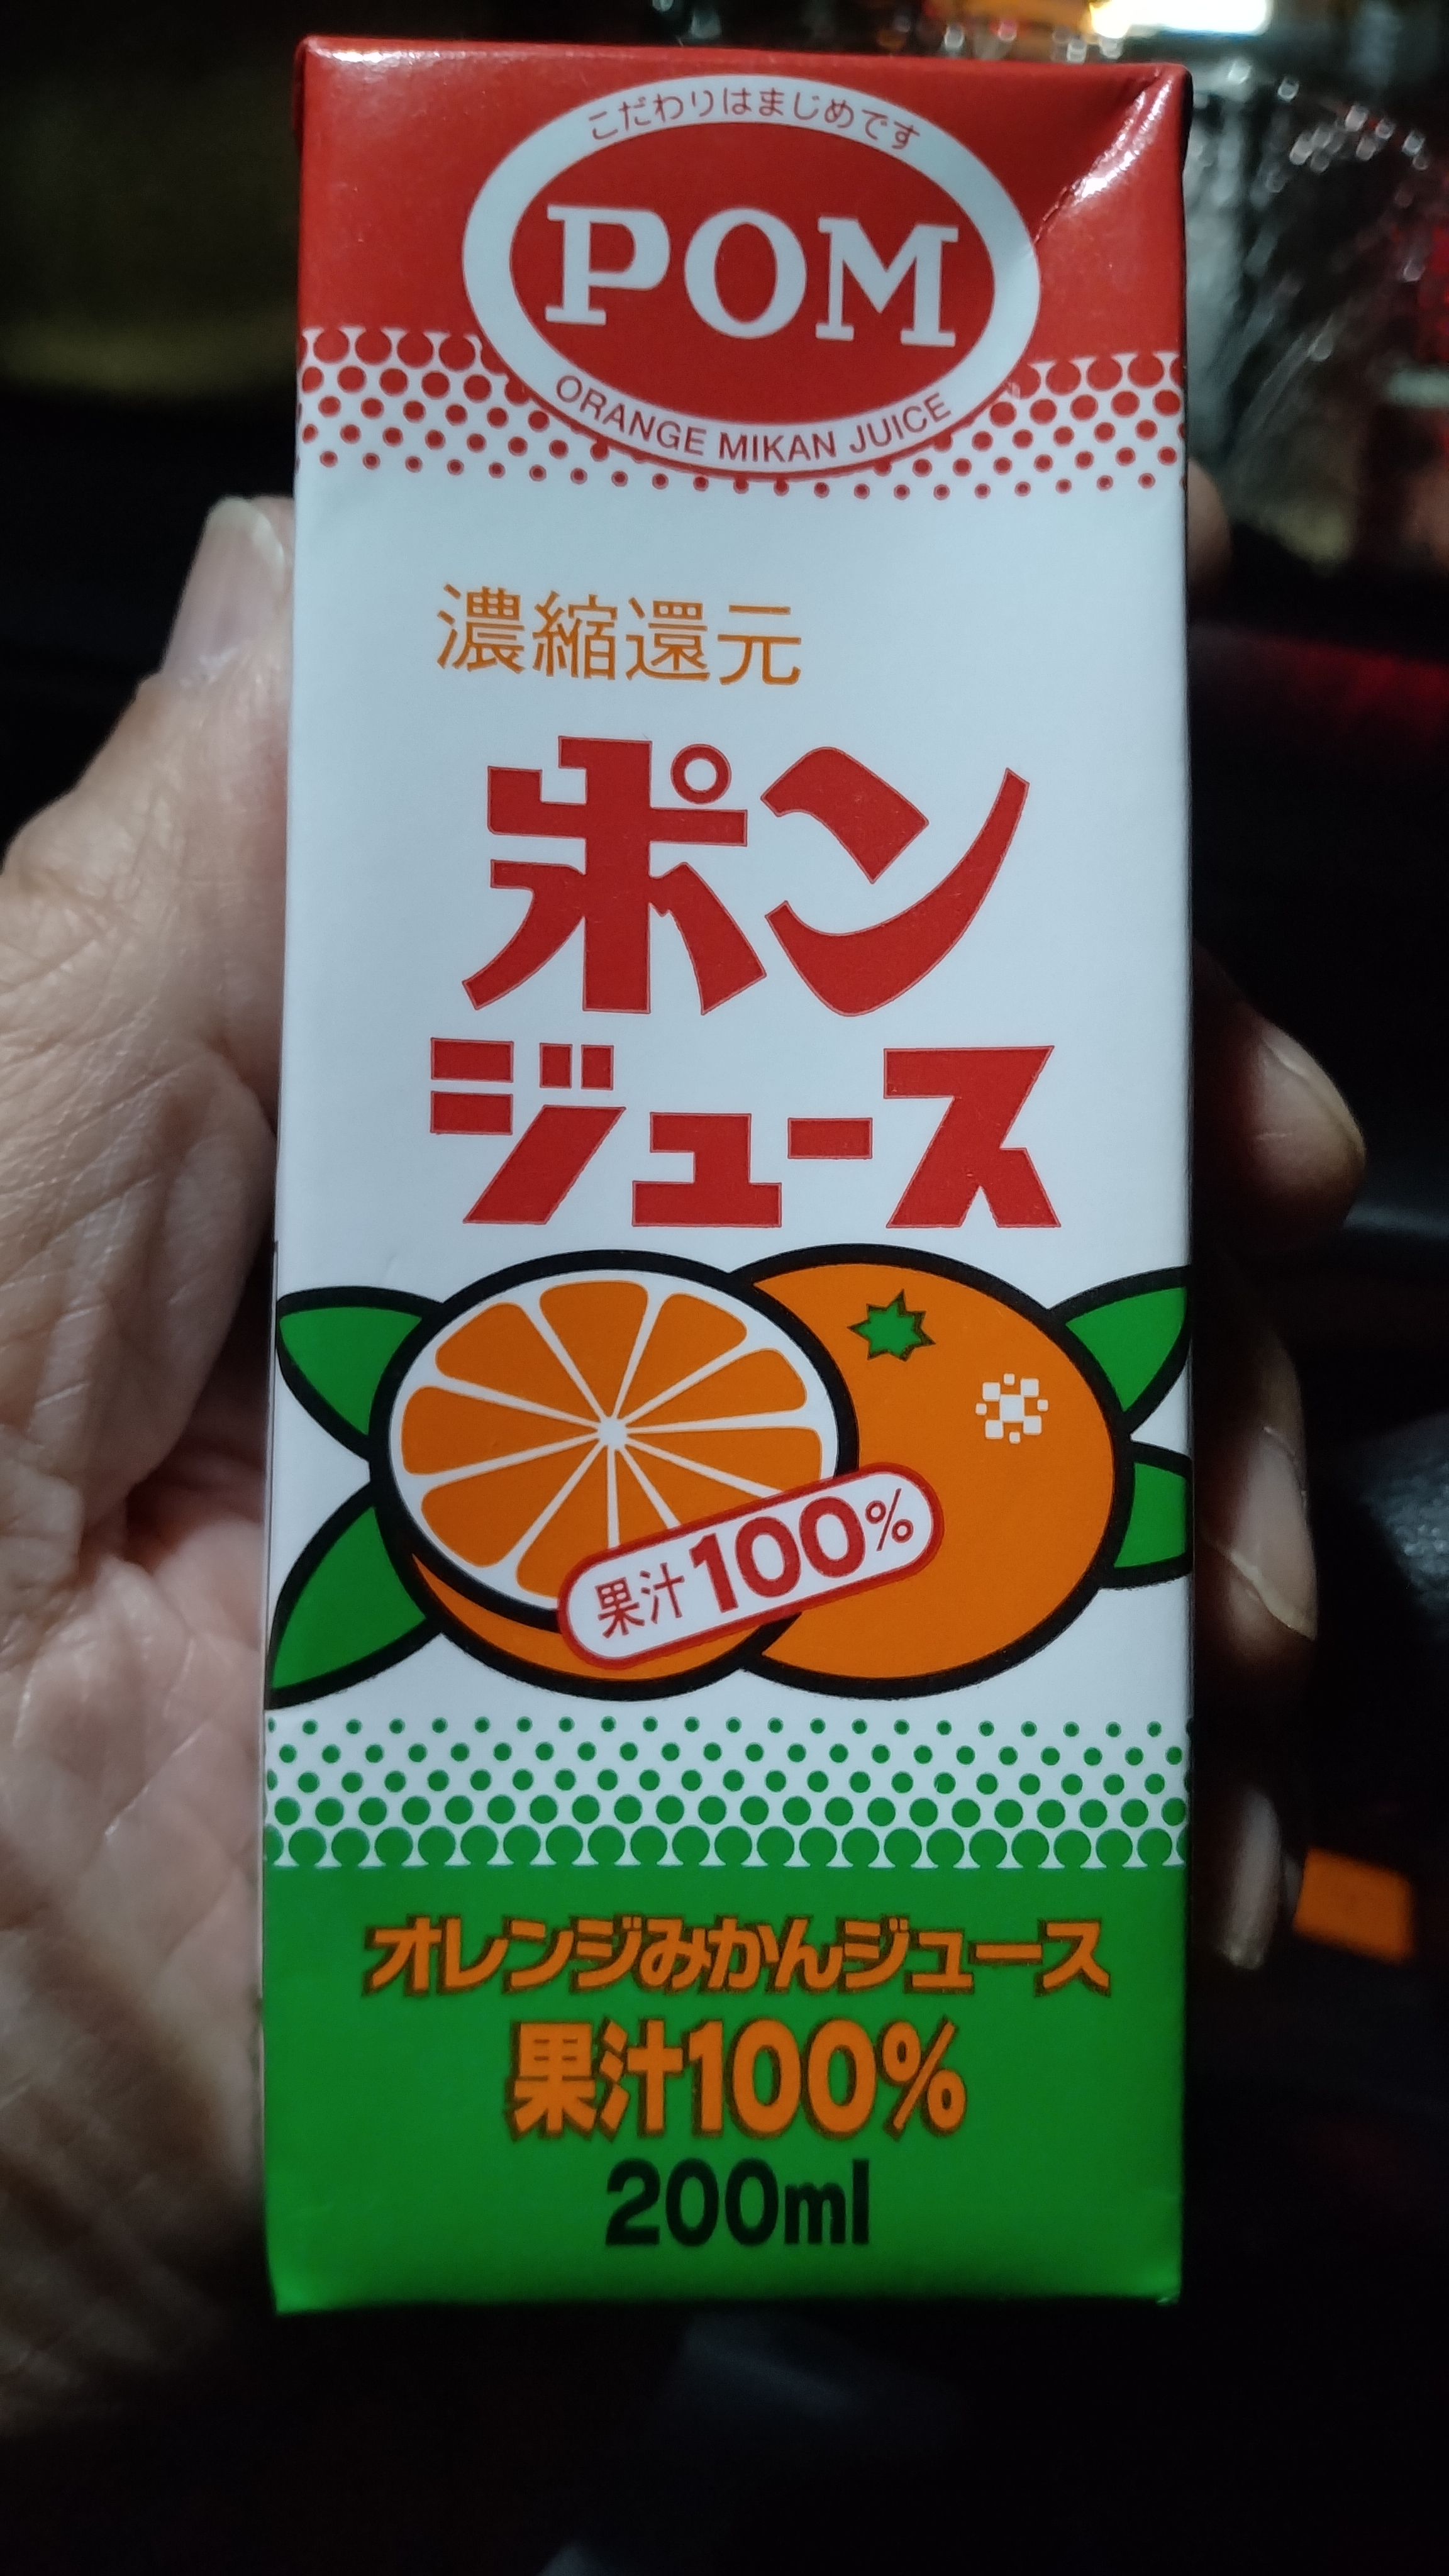 こだわりはまじめです
POM
ORANGE MIKAN JUICE
濃縮還元
ポン
ジュース
果汁100%
オレンジみかんジュース
果汁100%
200ml